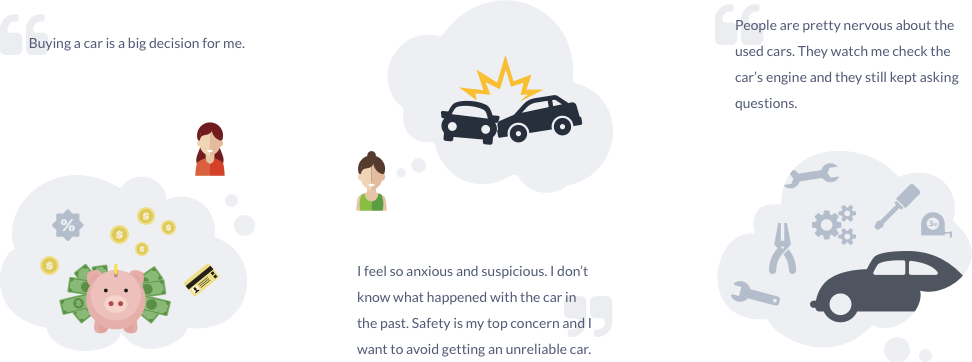 Buying a car is a big decision for me.
I feel so anxious and suspicious. I don’t
know what happened with the car in
the past. Safety is my top concern and I
want to avoid getting an unreliable car.
People are pretty nervous about the
used cars. They watch me check the
car’s engine and they still kept asking
questions.